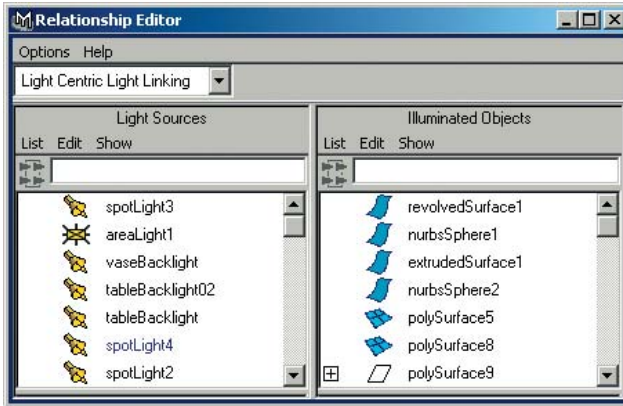 Relationship Editor
Options Help
Light Centric Light Linking
Light Sources
List Edit Show
spotLight3
areaLight1
vaseBacklight
tableBacklight02
tableBacklight
spotLight4
spotLight2
Illuminated Objects
List Edit Show
revolvedSurface1
nurbsSphere1
extrudedSurface1
nurbsSphere2
polySurface5
polySurface8
polySurface9